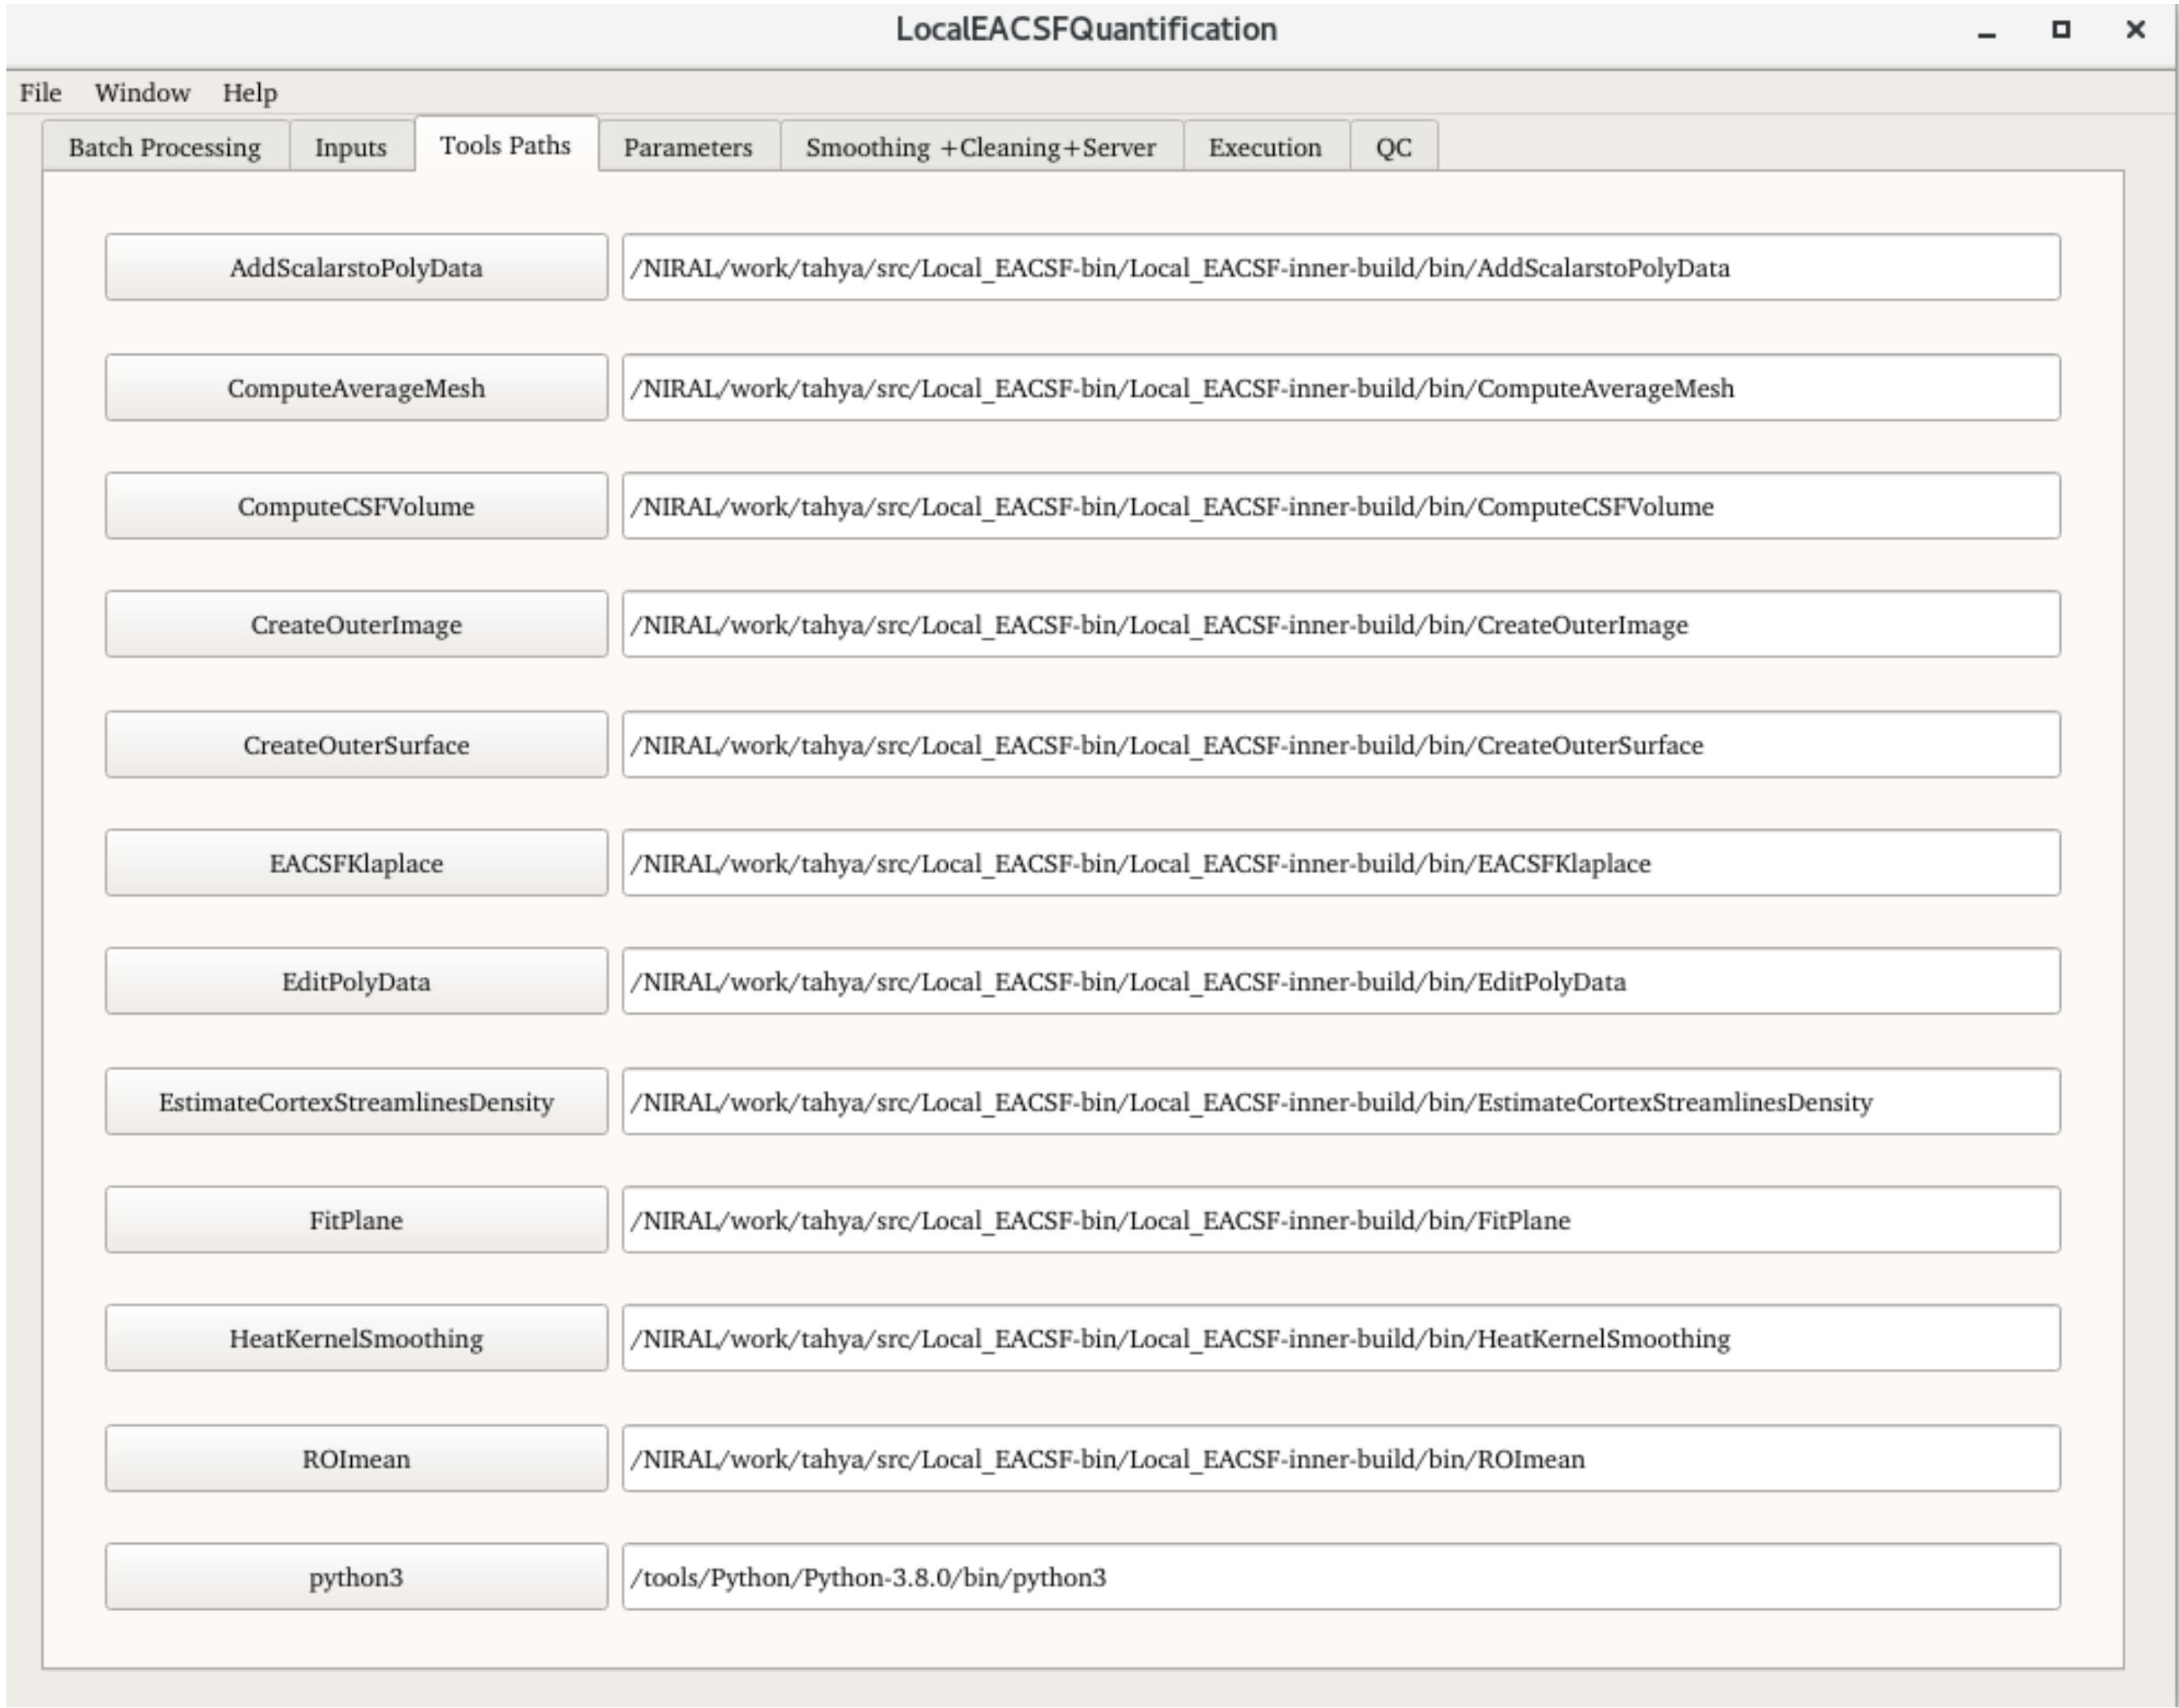 LocalEACSFQuantification
File Window Help
Batch Processing Inputs Tools Paths Parameters Smoothing +Cleaning+Server Execution QC
AddScalarstoPolyData /NIRAL/work/tahya/src/Local_EACSF-bin/Local_EACSF-inner-build/bin/AddScalarstoPolyData
ComputeAverageMesh /NIRAL/work/tahya/src/Local_EACSF-bin/Local_EACSF-inner-build/bin/ComputeAverageMesh
ComputeCSFVolume /NIRAL/work/tahya/src/Local_EACSF-bin/Local_EACSF-inner-build/bin/ComputeCSFVolume
CreateOuterImage /NIRAL/work/tahya/src/Local_EACSF-bin/Local_EACSF-inner-build/bin/CreateOuterImage
CreateOuterSurface /NIRAL/work/tahya/src/Local_EACSF-bin/Local_EACSF-inner-build/bin/CreateOuterSurface
EACSFKlaplace /NIRAL/work/tahya/src/Local_EACSF-bin/Local_EACSF-inner-build/bin/EACSFKlaplace
EditPolyData /NIRAL/work/tahya/src/Local_EACSF-bin/Local_EACSF-inner-build/bin/EditPolyData
EstimateCortexStreamlinesDensity /NIRAL/work/tahya/src/Local_EACSF-bin/Local_EACSF-inner-build/bin/EstimateCortexStreamlinesDensity
FitPlane /NIRAL/work/tahya/src/Local_EACSF-bin/Local_EACSF-inner-build/bin/FitPlane
HeatKernelSmoothing /NIRAL/work/tahya/src/Local_EACSF-bin/Local_EACSF-inner-build/bin/HeatKernelSmoothing
ROImean /NIRAL/work/tahya/src/Local_EACSF-bin/Local_EACSF-inner-build/bin/ROImean
python3 /tools/Python/Python-3.8.0/bin/python3